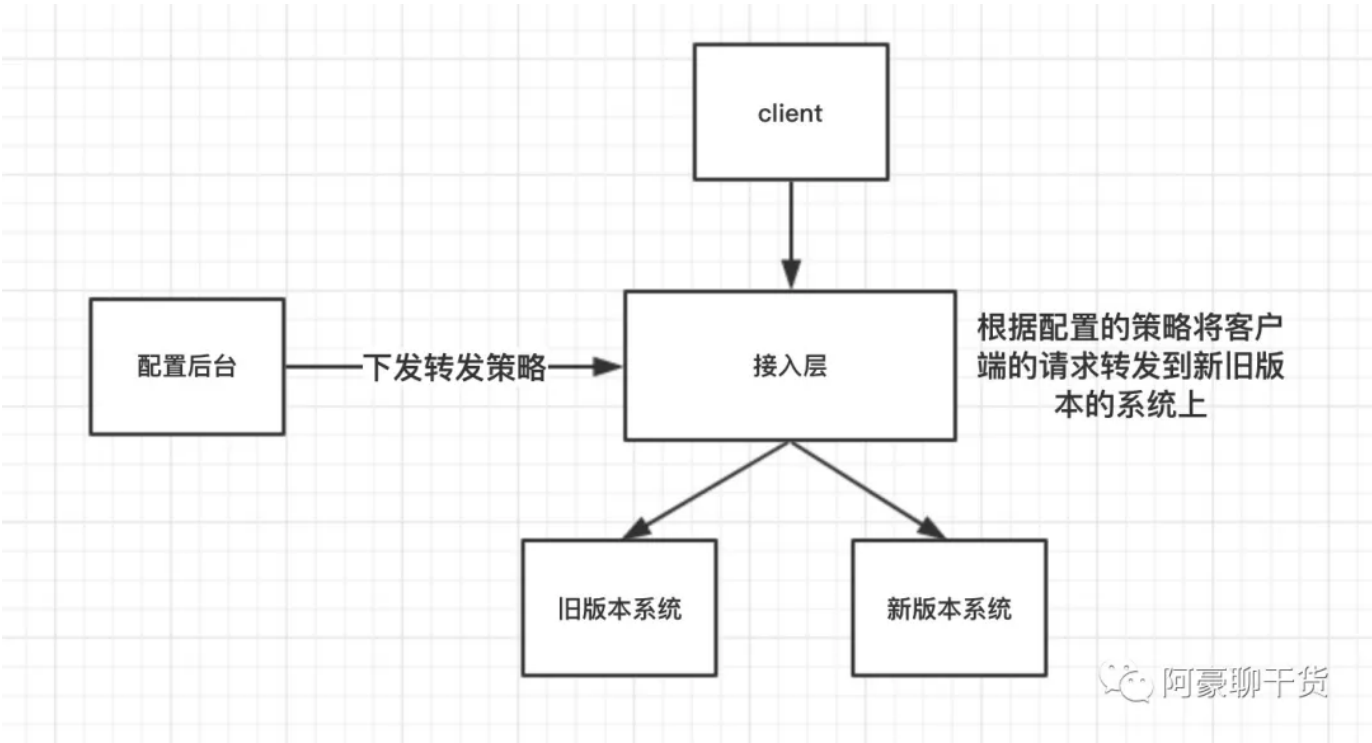 client
配置后台
下发转发策略
接入层
根据配置的策略将客户
端的请求转发到新旧版
本的系统上
旧版本系统
新版本系统
阿豪聊干货